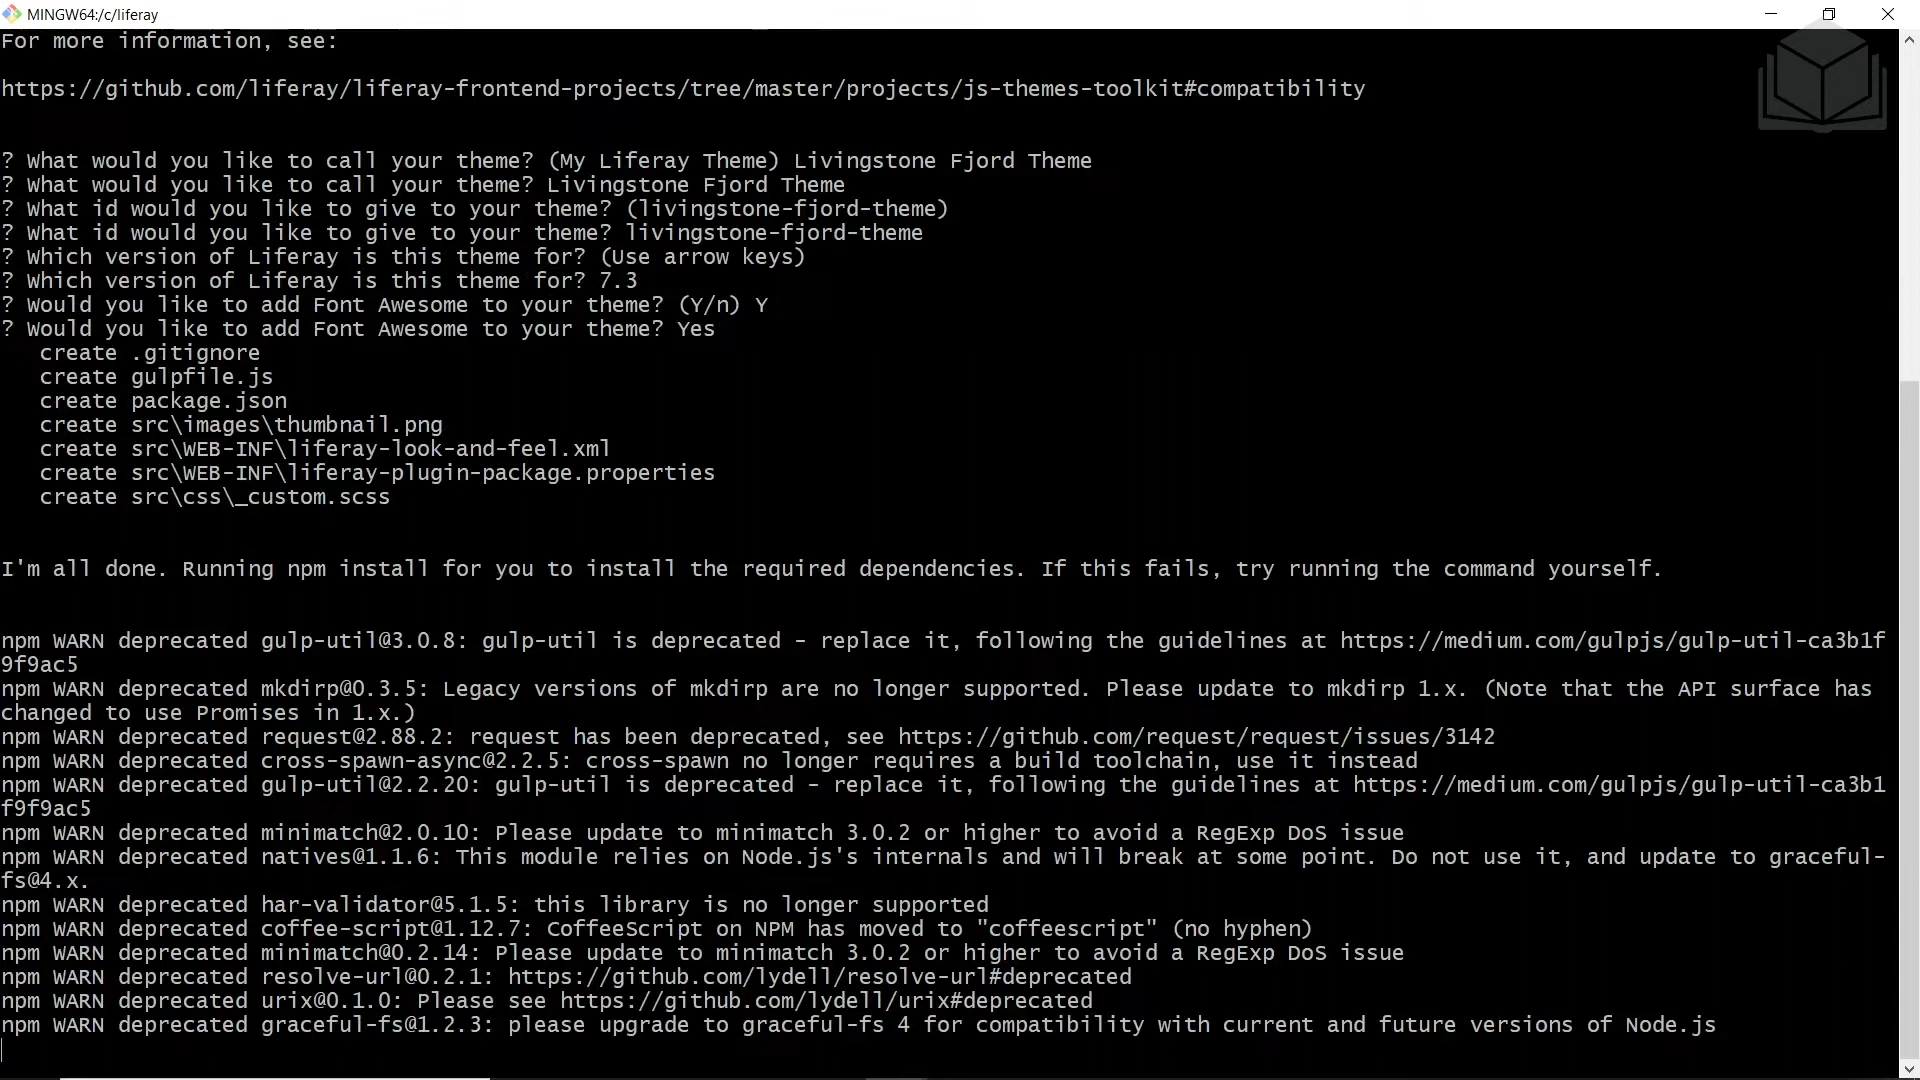 MINGW64:/c/liferay
For more information, see:
https://github.com/liferay/liferay-frontend-projects/tree/master/projects/js-themes-toolkit#compatibility
? What would you like to call your theme? (My Liferay Theme) Livingstone Fjord Theme
? What would you like to call your theme? Livingstone Fjord Theme
? What id would you like to give to your theme? (livingstone-fjord-theme)
? What id would you like to give to your theme? livingstone-fjord-theme
? Which version of Liferay is this theme for? (Use arrow keys)
? Which version of Liferay is this theme for? 7.3
? Would you like to add Font Awesome to your theme? (Y/n) Y
? Would you like to add Font Awesome to your theme? Yes
   create .gitignore
   create gulpfile.js
   create package.json
   create src\images\thumbnail.png
   create src\WEB-INF\liferay-look-and-feel.xml
   create src\WEB-INF\liferay-plugin-package.properties
   create src\css\_custom.scss
I'm all done. Running npm install for you to install the required dependencies. If this fails, try running the command yourself.
npm WARN deprecated gulp-util@3.0.8: gulp-util is deprecated - replace it, following the guidelines at https://medium.com/gulpjs/gulp-util-ca3b1f
9f9ac5
npm WARN deprecated mkdirp@0.3.5: Legacy versions of mkdirp are no longer supported. Please update to mkdirp 1.x. (Note that the API surface has
changed to use Promises in 1.x.)
npm WARN deprecated request@2.88.2: request has been deprecated, see https://github.com/request/request/issues/3142
npm WARN deprecated cross-spawn-async@2.2.5: cross-spawn no longer requires a build toolchain, use it instead
npm WARN deprecated gulp-util@2.2.20: gulp-util is deprecated - replace it, following the guidelines at https://medium.com/gulpjs/gulp-util-ca3b1
f9f9ac5
npm WARN deprecated minimatch@2.0.10: Please update to minimatch 3.0.2 or higher to avoid a RegExp DoS issue
npm WARN deprecated natives@1.1.6: This module relies on Node.js's internals and will break at some point. Do not use it, and update to graceful-
fs@4.x.
npm WARN deprecated har-validator@5.1.5: this library is no longer supported
npm WARN deprecated coffee-script@1.12.7: CoffeeScript on NPM has moved to "coffeescript" (no hyphen)
npm WARN deprecated minimatch@0.2.14: Please update to minimatch 3.0.2 or higher to avoid a RegExp DoS issue
npm WARN deprecated resolve-url@0.2.1: https://github.com/lydell/resolve-url#deprecated
npm WARN deprecated urix@0.1.0: Please see https://github.com/lydell/urix#deprecated
npm WARN deprecated graceful-fs@1.2.3: please upgrade to graceful-fs 4 for compatibility with current and future versions of Node.js